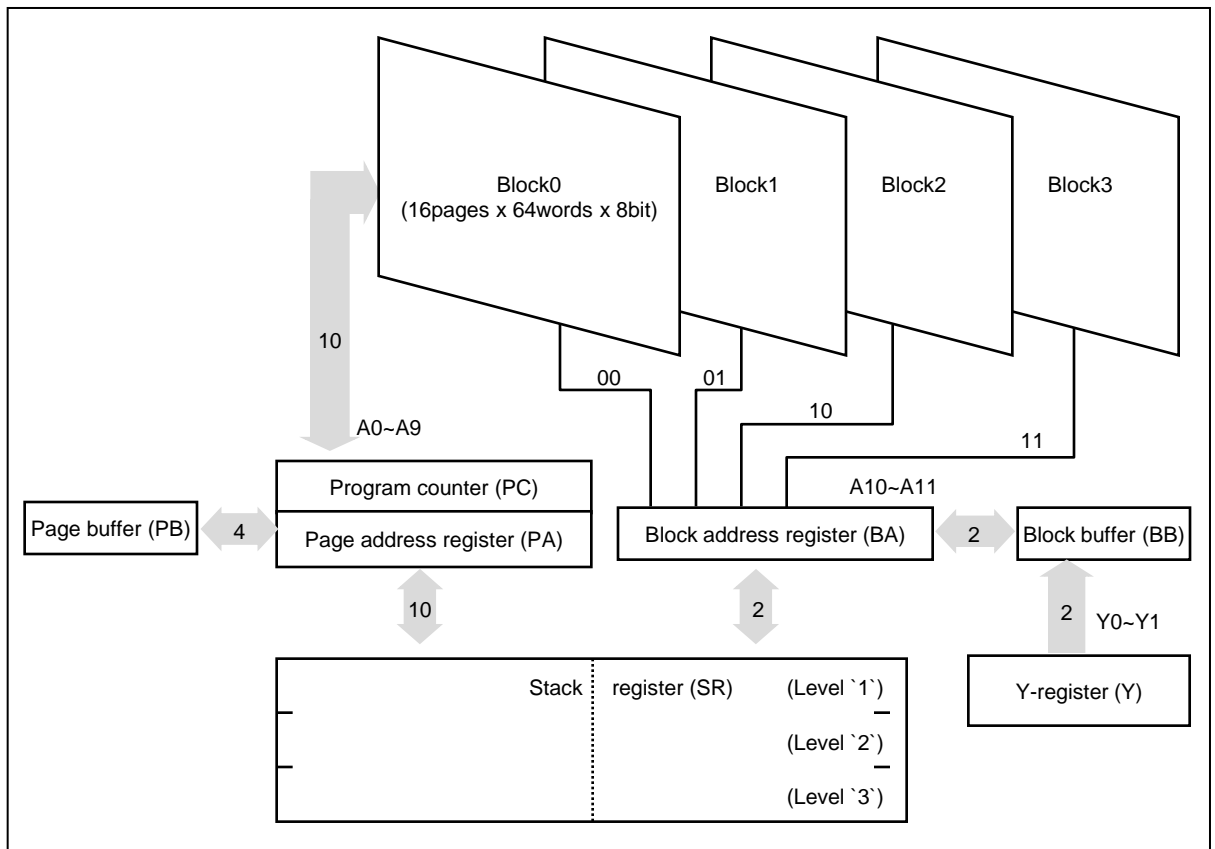 Block0
(16pages x 64words x 8bit)
Block1
Block2
Block3
10
00
01
10
11
A0~A9
A10~A11
Program counter (PC)
Page buffer (PB)
4
Page address register (PA)
Block address register (BA)
2
Block buffer (BB)
10
2
2
Y0~Y1
Stack register (SR) (Level `1`)
Y-register (Y)
(Level `2`)
(Level `3`)